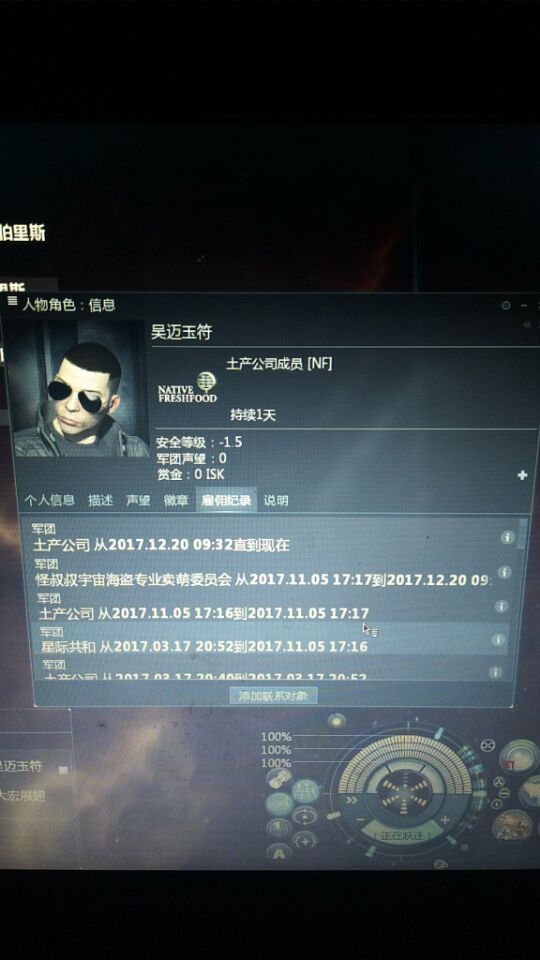 伯里斯
人物角色：信息
吴迈玉符
土产公司成员 [NF]
NATIVE
FRESHFOOD
持续1天
安全等级：-1.5
军团声望：0
赏金：0 ISK
个人信息 描述 声望 徽章 雇佣纪录 说明
军团
土产公司 从2017.12.20 09:32直到现在
军团
怪叔叔宇宙海盗专业卖萌委员会 从2017.11.05 17:17到2017.12.20 09:
军团
土产公司 从2017.11.05 17:16到2017.11.05 17:17
军团
星际共和 从2017.03.17 20:52到2017.11.05 17:16
军团
土产公司 从2017.03.17 20:49到2017.03.17 20:52
添加联系对象
100%
100%
100%
吴迈玉符
大宏展翅
(正在跃迁)